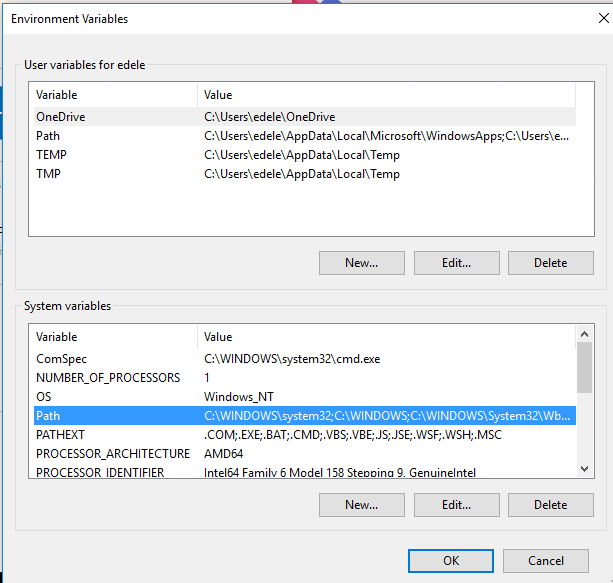 Environment Variables
User variables for edele
Variable Value
OneDrive C:\Users\edele\OneDrive
Path C:\Users\edele\AppData\Local\Microsoft\WindowsApps;C:\Users\e...
TEMP C:\Users\edele\AppData\Local\Temp
TMP C:\Users\edele\AppData\Local\Temp
New... Edit... Delete
System variables
Variable Value
ComSpec C:\WINDOWS\system32\cmd.exe
NUMBER_OF_PROCESSORS 1
OS Windows_NT
Path C:\WINDOWS\system32;C:\WINDOWS;C:\WINDOWS\System32\Wb...
PATHEXT .COM;.EXE;.BAT;.CMD;.VBS;.VBE;.JS;.JSE;.WSF;.WSH;.MSC
PROCESSOR_ARCHITECTURE AMD64
PROCESSOR_IDENTIFIER Intel64 Family 6 Model 158 Stepping 9, GenuineIntel
New... Edit... Delete
OK Cancel